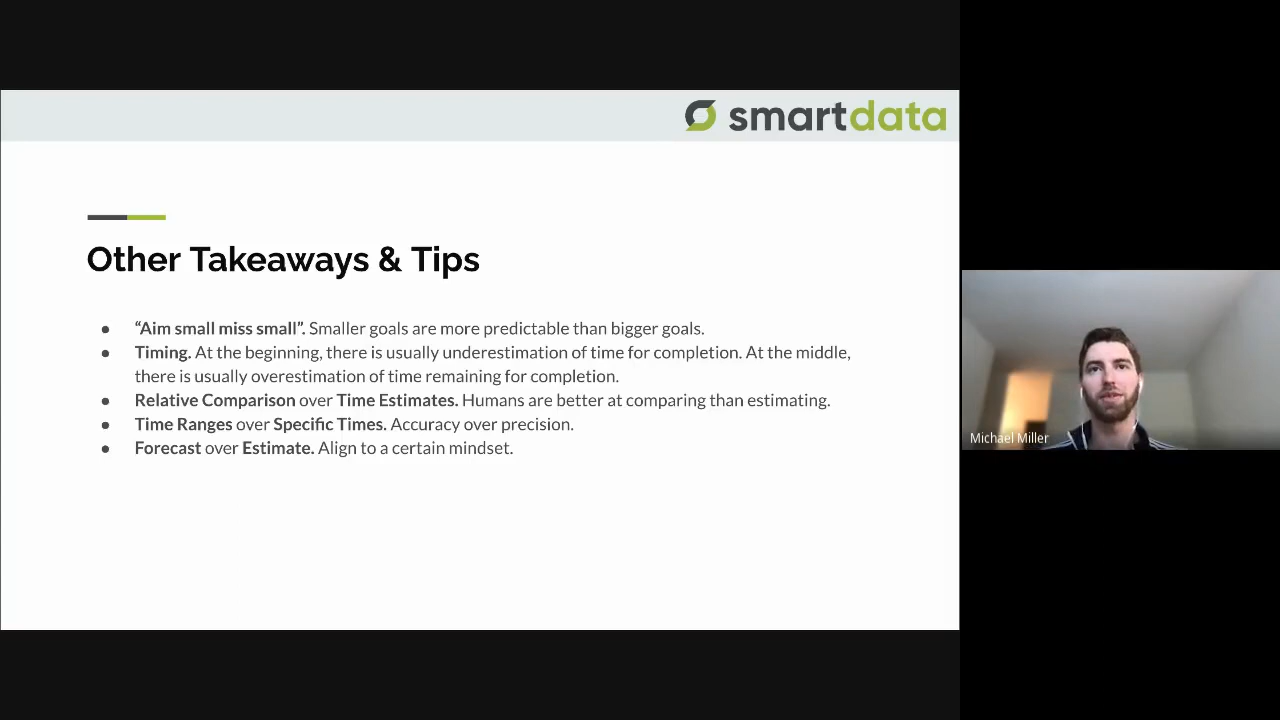 smartdata
Other Takeaways & Tips
● “Aim small miss small”. Smaller goals are more predictable than bigger goals.
● Timing. At the beginning, there is usually underestimation of time for completion. At the middle,
there is usually overestimation of time remaining for completion.
● Relative Comparison over Time Estimates. Humans are better at comparing than estimating.
● Time Ranges over Specific Times. Accuracy over precision.
● Forecast over Estimate. Align to a certain mindset.
Michael Miller